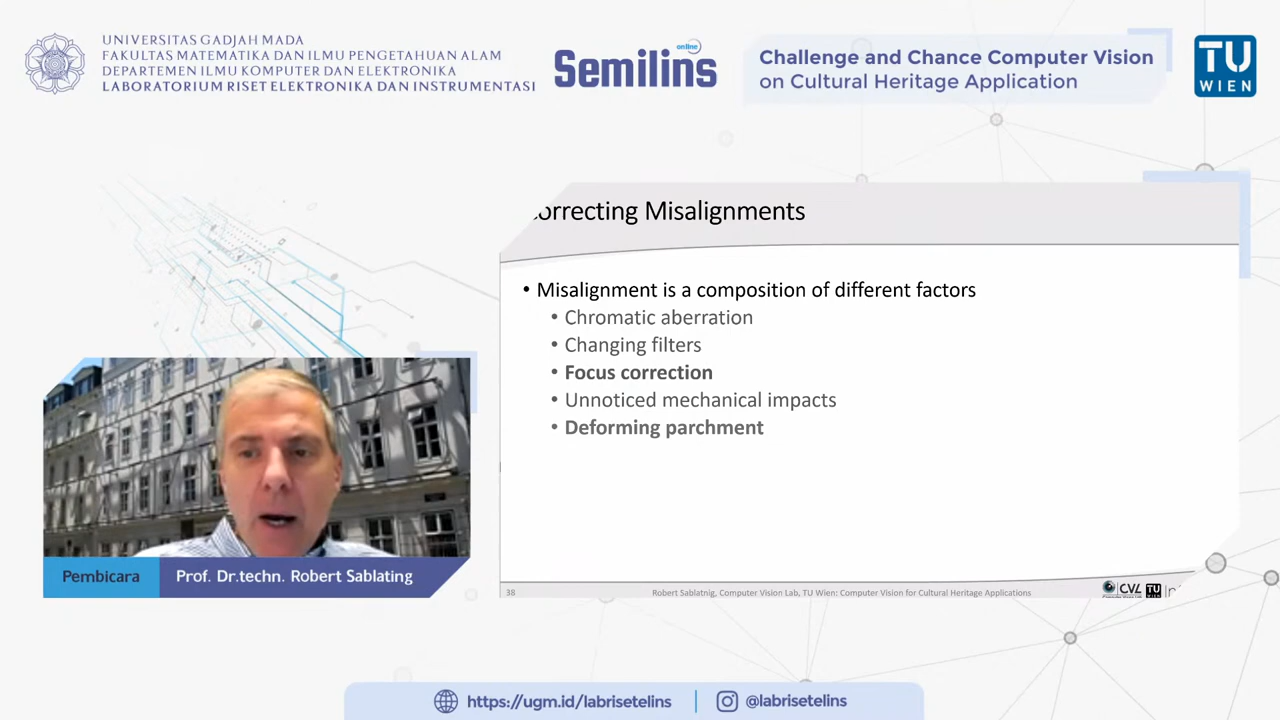 UNIVERSITAS GADJAH MADA
FAKULTAS MATEMATIKA DAN ILMU PENGETAHUAN ALAM
DEPARTEMEN ILMU KOMPUTER DAN ELEKTRONIKA
LABORATORIUM RISET ELEKTRONIKA DAN INSTRUMENTASI
online
Semilins
Challenge and Chance Computer Vision
on Cultural Heritage Application
TU
WIEN
orrecting Misalignments
• Misalignment is a composition of different factors
• Chromatic aberration
• Changing filters
• Focus correction
• Unnoticed mechanical impacts
• Deforming parchment
Pembicara
Prof. Dr.techn. Robert Sablating
38
Robert Sablatnig, Computer Vision Lab, TU Wien: Computer Vision for Cultural Heritage Applications
CVL
TU
https://ugm.id/labrisetelins
@labrisetelins